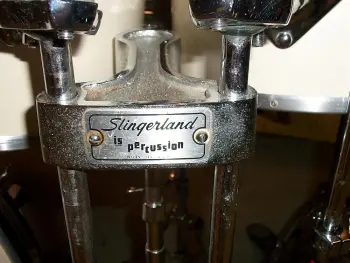 Slingerland
is percussion